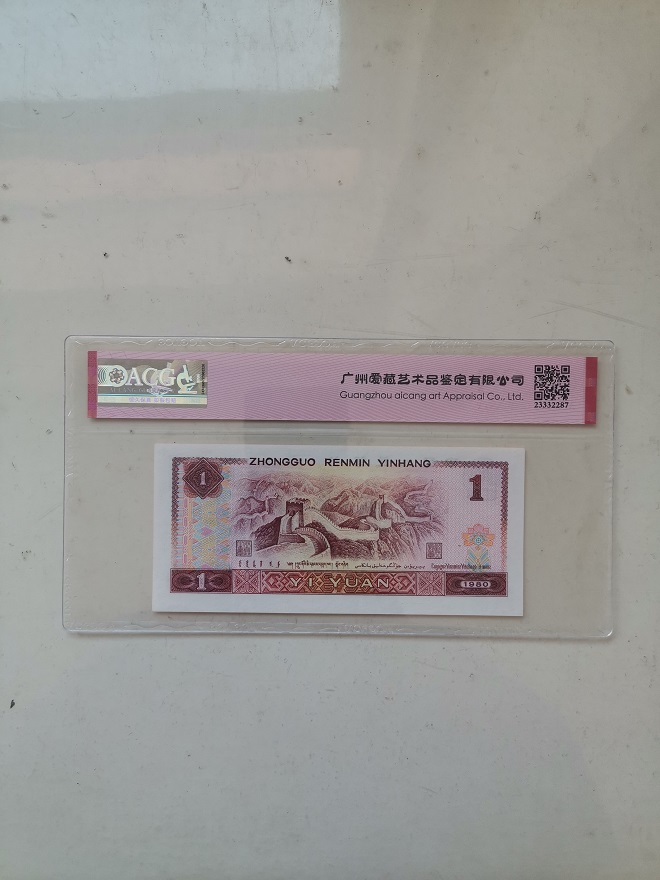 ACG
广州爱藏艺术品鉴定有限公司
Guangzhou aicang art Appraisal Co., Ltd.
23332287
ZHONGGUO RENMIN YINHANG
1
1
1
YI YUAN
1980